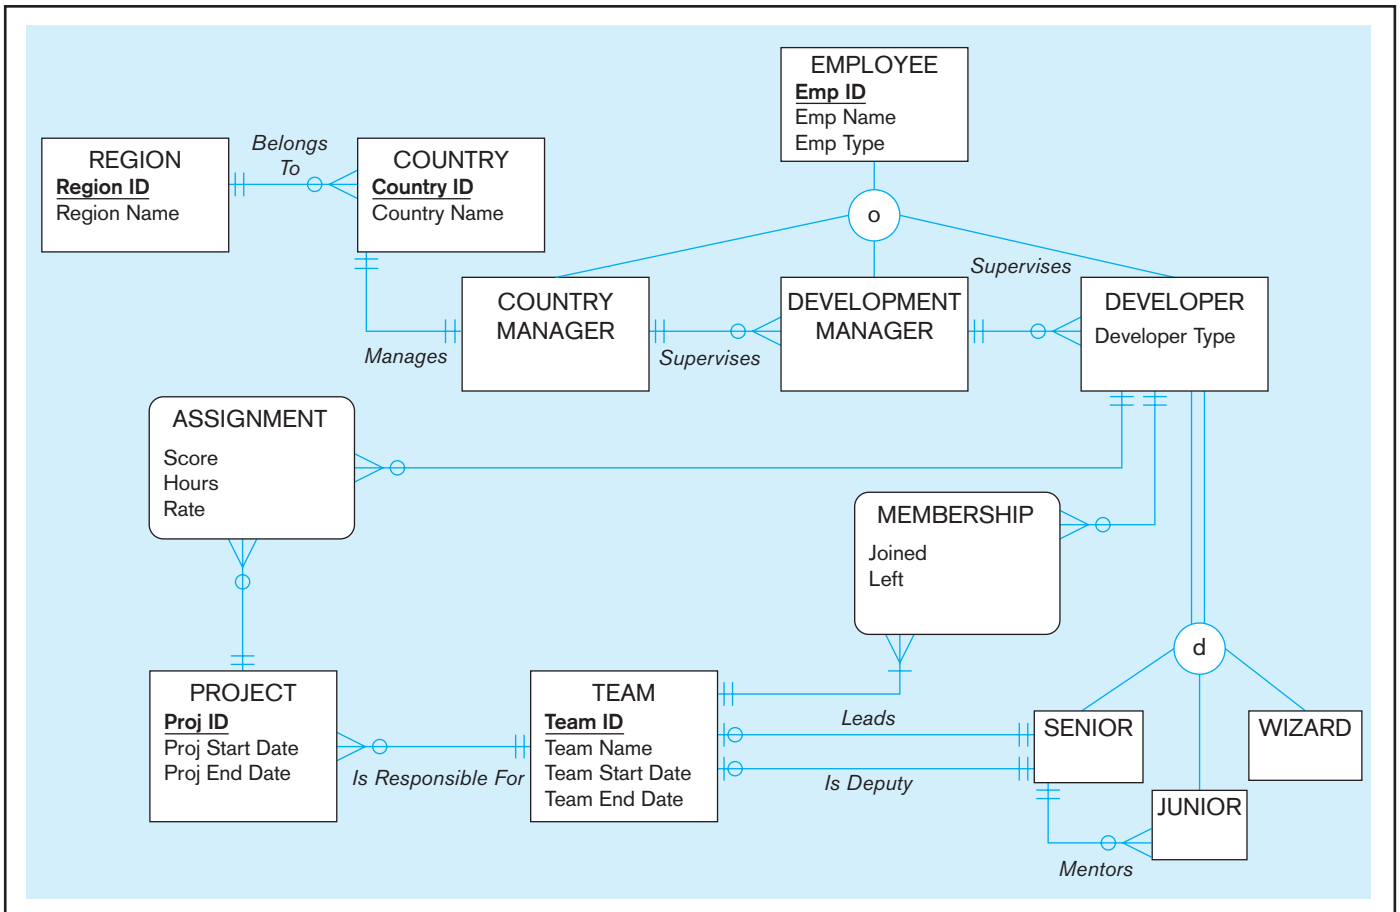 EMPLOYEE
Emp ID
Emp Name
Emp Type
REGION
Region ID
Region Name
Belongs
To
COUNTRY
Country ID
Country Name
o
Supervises
COUNTRY
MANAGER
DEVELOPMENT
MANAGER
DEVELOPER
Developer Type
Manages
Supervises
ASSIGNMENT
Score
Hours
Rate
MEMBERSHIP
Joined
Left
d
PROJECT
Proj ID
Proj Start Date
Proj End Date
Is Responsible For
TEAM
Team ID
Team Name
Team Start Date
Team End Date
Leads
Is Deputy
SENIOR
WIZARD
JUNIOR
Mentors